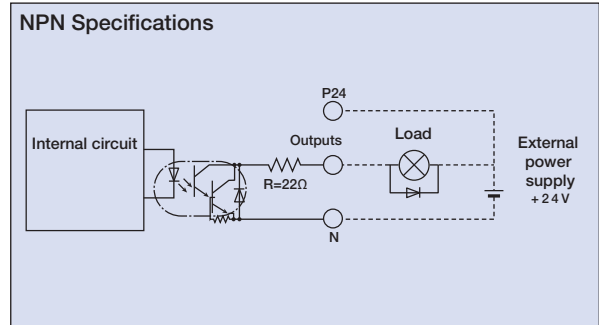 NPN Specifications
P24
Internal circuit
Outputs
Load
External
power
supply
+24V
R=22Ω
N